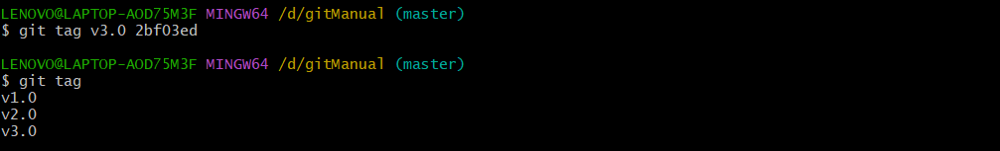 LENOVO@LAPTOP-AOD75M3F MINGW64 /d/gitManual (master)
$ git tag v3.0 2bf03ed
LENOVO@LAPTOP-AOD75M3F MINGW64 /d/gitManual (master)
$ git tag
v1.0
v2.0
v3.0